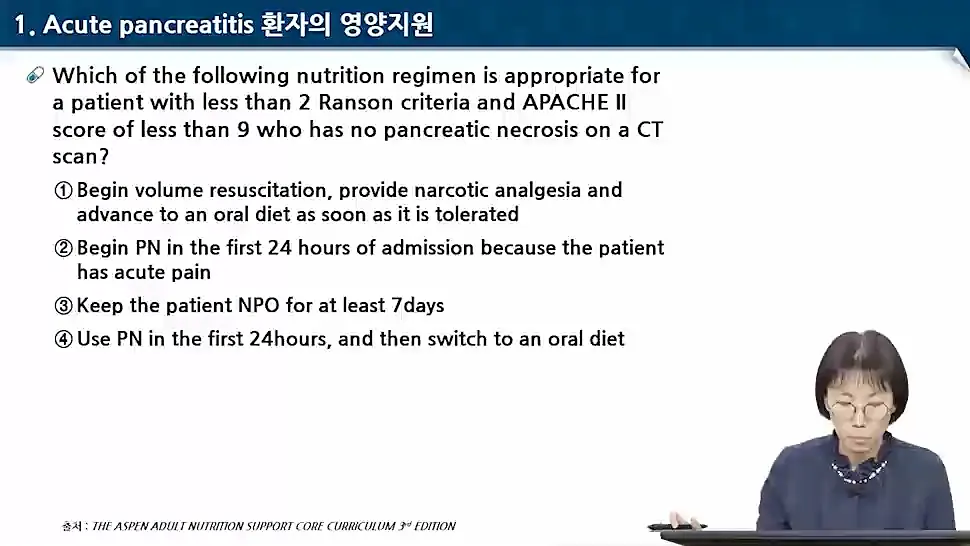 1. Acute pancreatitis 환자의 영양지원
Which of the following nutrition regimen is appropriate for
a patient with less than 2 Ranson criteria and APACHE Ⅱ
score of less than 9 who has no pancreatic necrosis on a CT
scan?
① Begin volume resuscitation, provide narcotic analgesia and
advance to an oral diet as soon as it is tolerated
② Begin PN in the first 24 hours of admission because the patient
has acute pain
③ Keep the patient NPO for at least 7days
④ Use PN in the first 24hours, and then switch to an oral diet
출처 : THE ASPEN ADULT NUTRITION SUPPORT CORE CURRICULUM 3rd EDITION